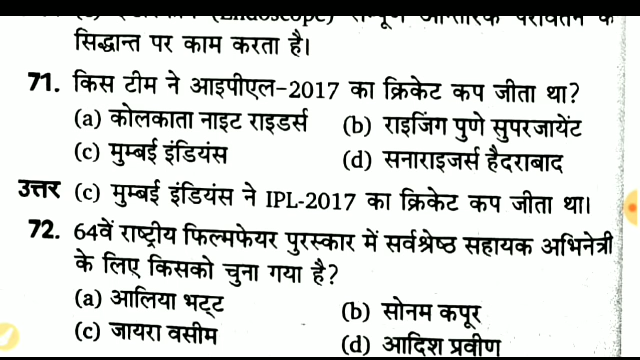 सिद्धान्त पर काम करता है।
71. किस टीम ने आइपीएल-2017 का क्रिकेट कप जीता था?
(a) कोलकाता नाइट राइडर्स (b) राइजिंग पुणे सुपरजायेंट
(c) मुम्बई इंडियंस (d) सनाराइजर्स हैदराबाद
उत्तर (c) मुम्बई इंडियंस ने IPL-2017 का क्रिकेट कप जीता था।
72. 64वें राष्ट्रीय फिल्मफेयर पुरस्कार में सर्वश्रेष्ठ सहायक अभिनेत्री
के लिए किसको चुना गया है?
(a) आलिया भट्‌ट (b) सोनम कपूर
(c) जायरा वसीम (d) आदिश प्रवीण